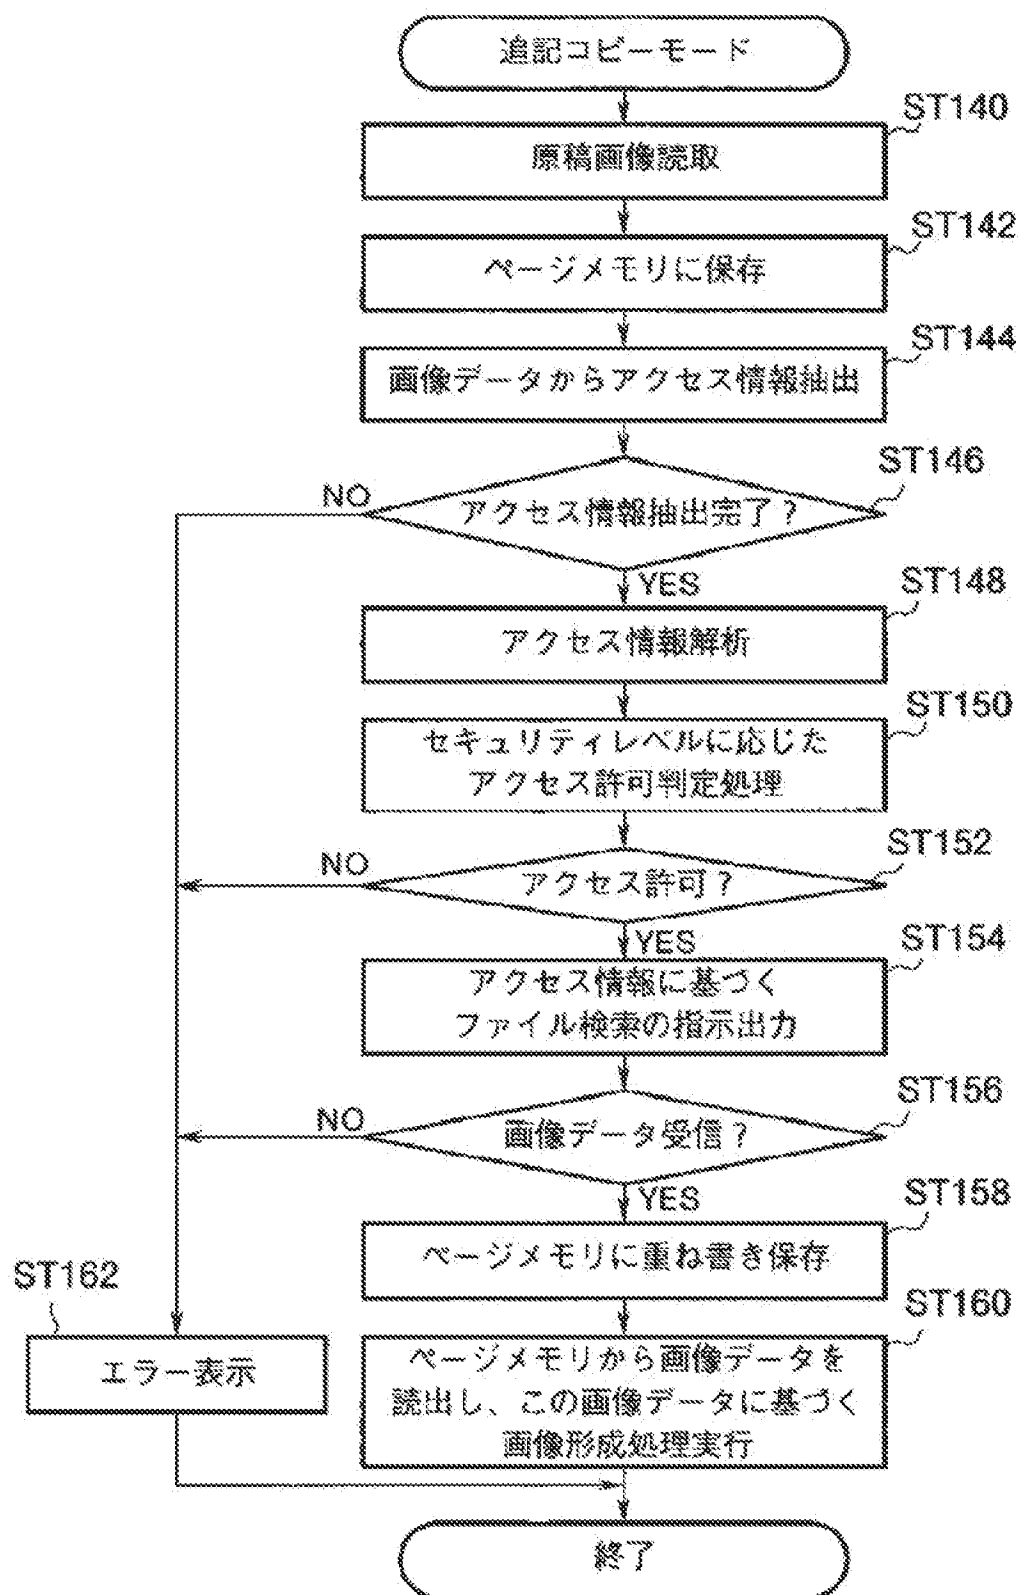 追記コピーモード
ST140
原稿画像読取
ST142
ページメモリに保存
ST144
画像データからアクセス情報抽出
ST146
NO
アクセス情報抽出完了？
YES
ST148
アクセス情報解析
ST150
セキュリティレベルに応じた
アクセス許可判定処理
ST152
NO
アクセス許可？
YES
ST154
アクセス情報に基づく
ファイル検索の指示出力
ST156
NO
画像データ受信？
YES
ST158
ページメモリに重ね書き保存
ST162
エラー表示
ST160
ページメモリから画像データを
読出し、この画像データに基づく
画像形成処理実行
終了